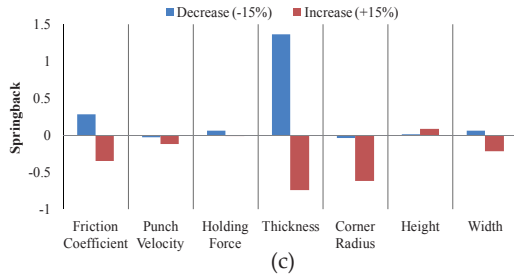 Decrease (-15%) Increase (+15%)
1.5
1
0.5
0
-0.5
-1
Springback
Friction Coefficient
Punch Velocity
Holding Force
Thickness
Corner Radius
Height
Width
(c)